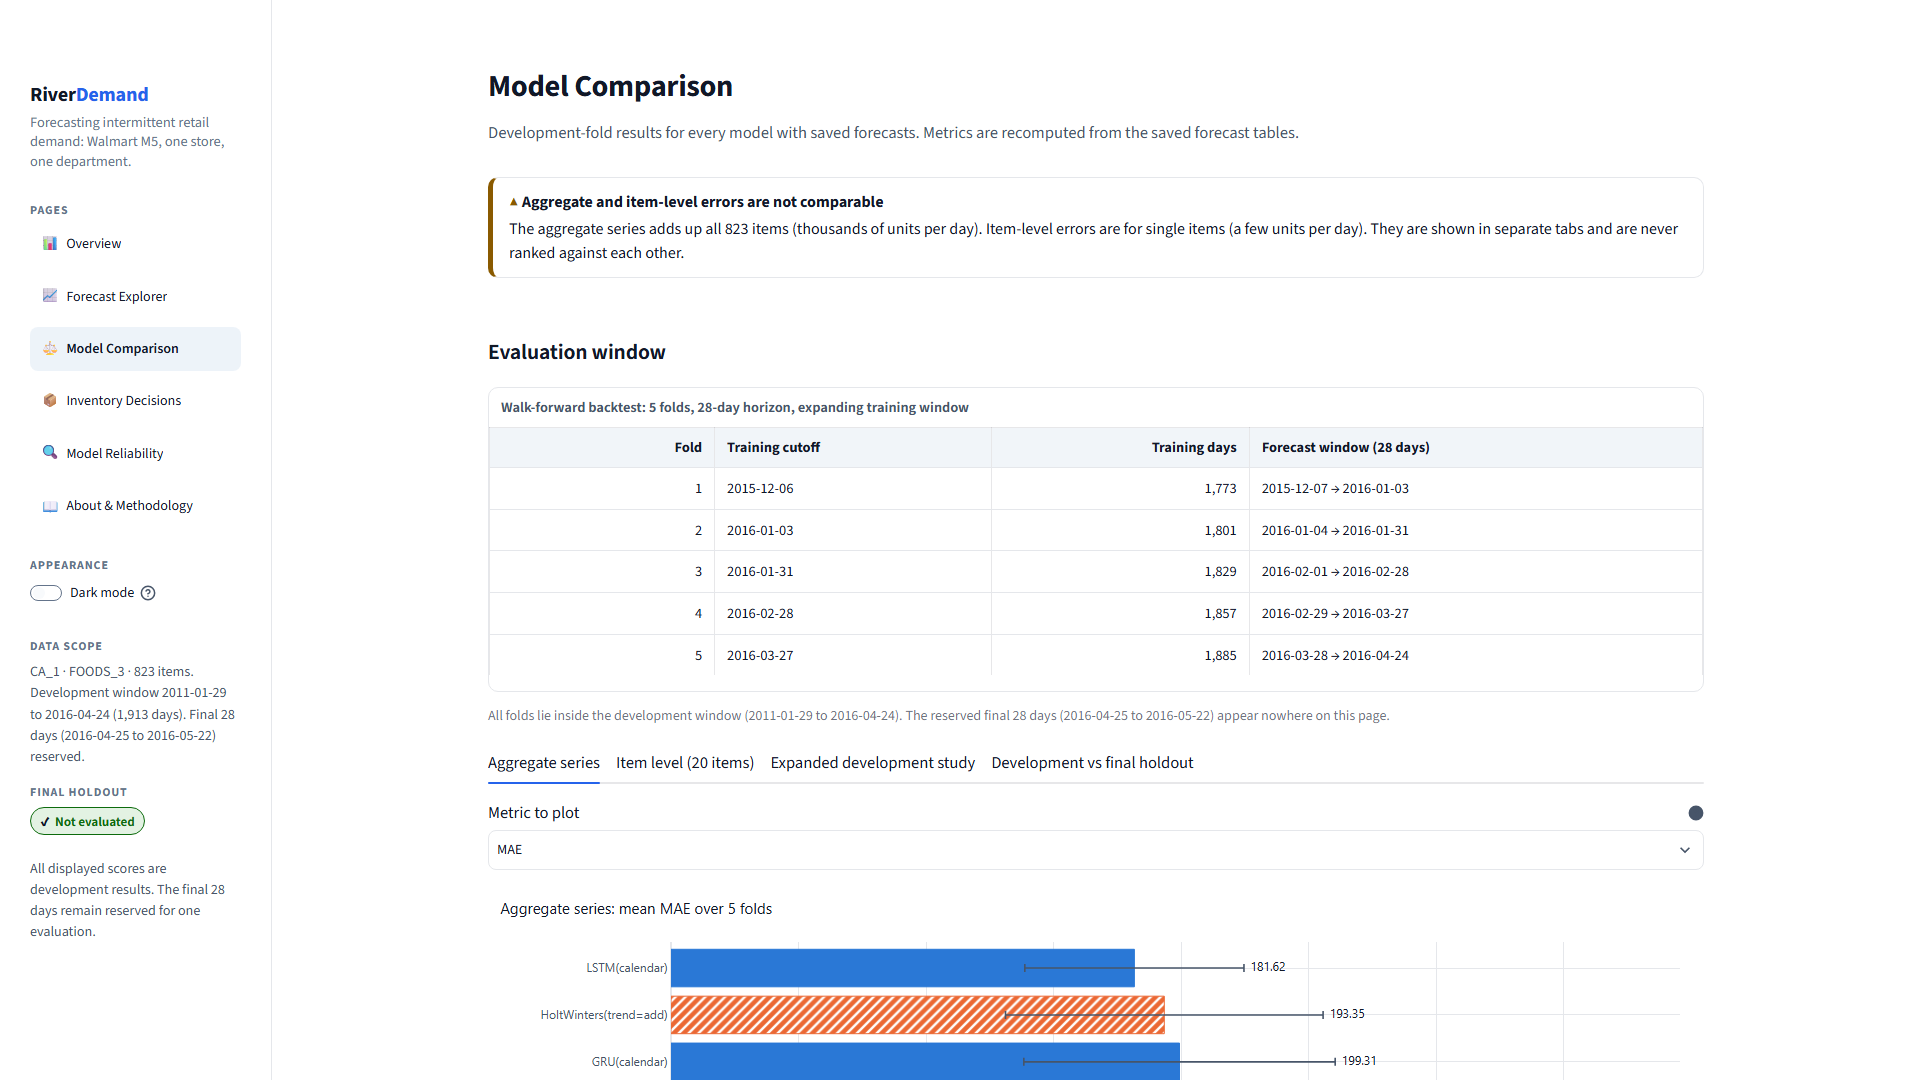 RiverDemand
Forecasting intermittent retail
demand: Walmart M5, one store,
one department.
PAGES
Overview
Forecast Explorer
Model Comparison
Inventory Decisions
Model Reliability
About & Methodology
APPEARANCE
Dark mode ?
DATA SCOPE
CA_1 · FOODS_3 · 823 items.
Development window 2011-01-29
to 2016-04-24 (1,913 days). Final 28
days (2016-04-25 to 2016-05-22)
reserved.
FINAL HOLDOUT
✓ Not evaluated
All displayed scores are
development results. The final 28
days remain reserved for one
evaluation.
Model Comparison
Development-fold results for every model with saved forecasts. Metrics are recomputed from the saved forecast tables.
▲ Aggregate and item-level errors are not comparable
The aggregate series adds up all 823 items (thousands of units per day). Item-level errors are for single items (a few units per day). They are shown in separate tabs and are never
ranked against each other.
Evaluation window
Walk-forward backtest: 5 folds, 28-day horizon, expanding training window
Fold Training cutoff Training days Forecast window (28 days)
1 2015-12-06 1,773 2015-12-07 → 2016-01-03
2 2016-01-03 1,801 2016-01-04 → 2016-01-31
3 2016-01-31 1,829 2016-02-01 → 2016-02-28
4 2016-02-28 1,857 2016-02-29 → 2016-03-27
5 2016-03-27 1,885 2016-03-28 → 2016-04-24
All folds lie inside the development window (2011-01-29 to 2016-04-24). The reserved final 28 days (2016-04-25 to 2016-05-22) appear nowhere on this page.
Aggregate series Item level (20 items) Expanded development study Development vs final holdout
Metric to plot
MAE
Aggregate series: mean MAE over 5 folds
LSTM(calendar) 181.62
HoltWinters(trend=add) 193.35
GRU(calendar) 199.31